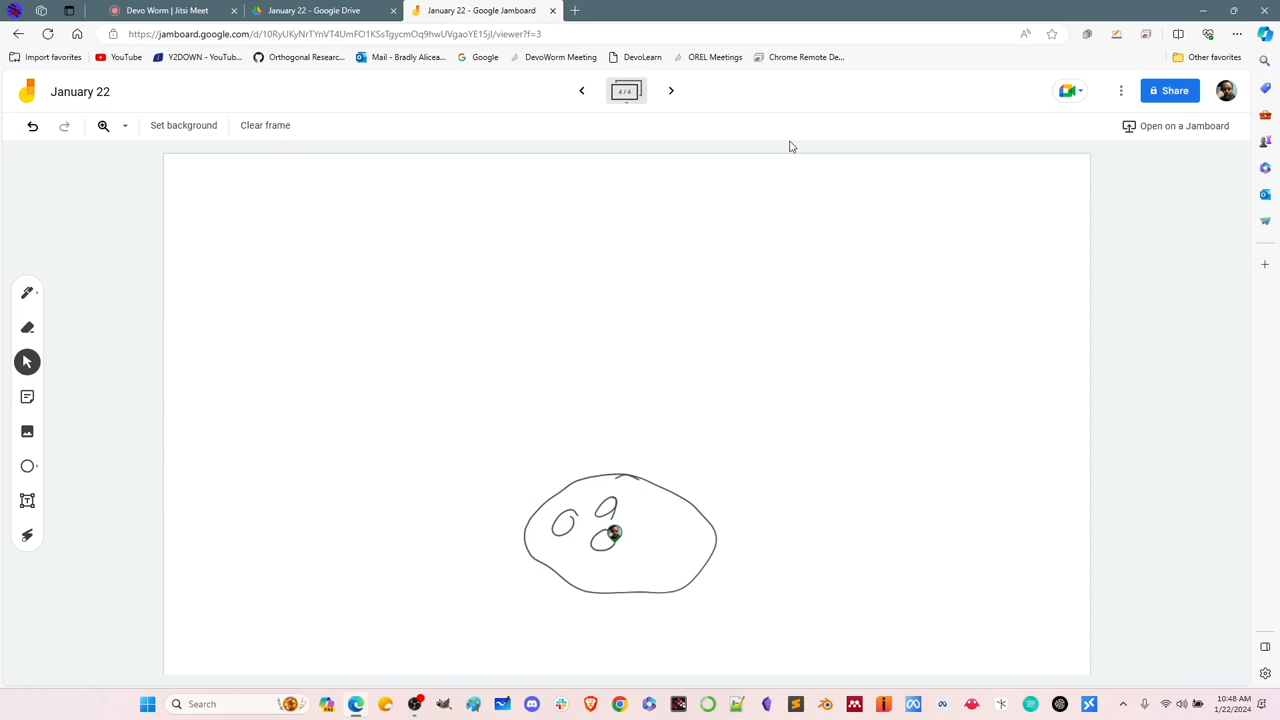 Devo Worm | Jitsi Meet
January 22 - Google Drive
January 22 - Google Jamboard
https://jamboard.google.com/d/10RyUKyNrTYnVT4UmFO1KSsTgycmOq9hwUVgaoYE15jI/viewer?f=3
Import favorites
YouTube
Y2DOWN - YouTub...
Orthogonal Researc...
Mail - Bradly Alicea...
Google
DevoWorm Meeting
DevoLearn
OREL Meetings
Chrome Remote De...
Other favorites
January 22
4 / 4
Share
Set background
Clear frame
Open on a Jamboard
Search
10:48 AM
1/22/2024